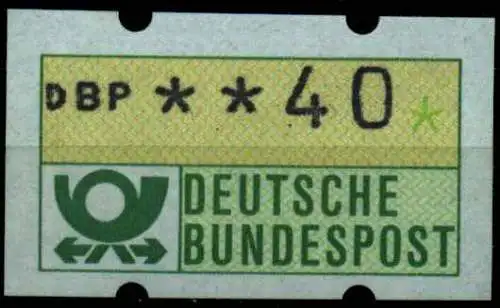 DBP **40*
DEUTSCHE
BUNDESPOST